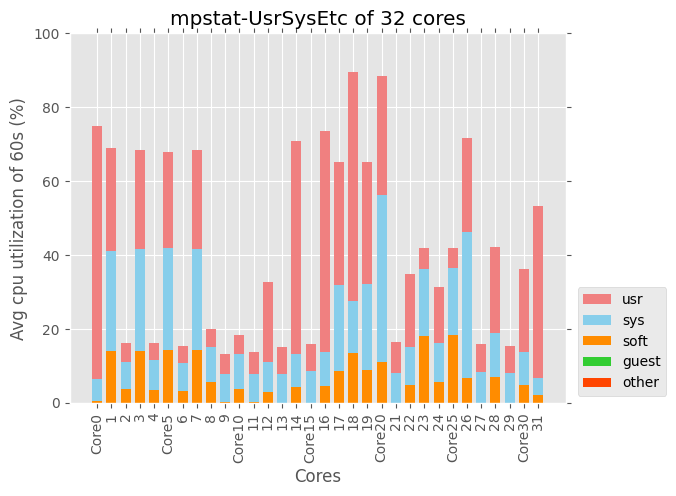 mpstat-UsrSysEtc of 32 cores
Avg cpu utilization of 60s (%)
100
80
60
40
20
0
Core0
1
2
3
4
Core5
6
7
8
9
Core10
11
12
13
14
Core15
16
17
18
19
Core20
21
22
23
24
Core25
26
27
28
29
Core30
31
Cores
usr
sys
soft
guest
other